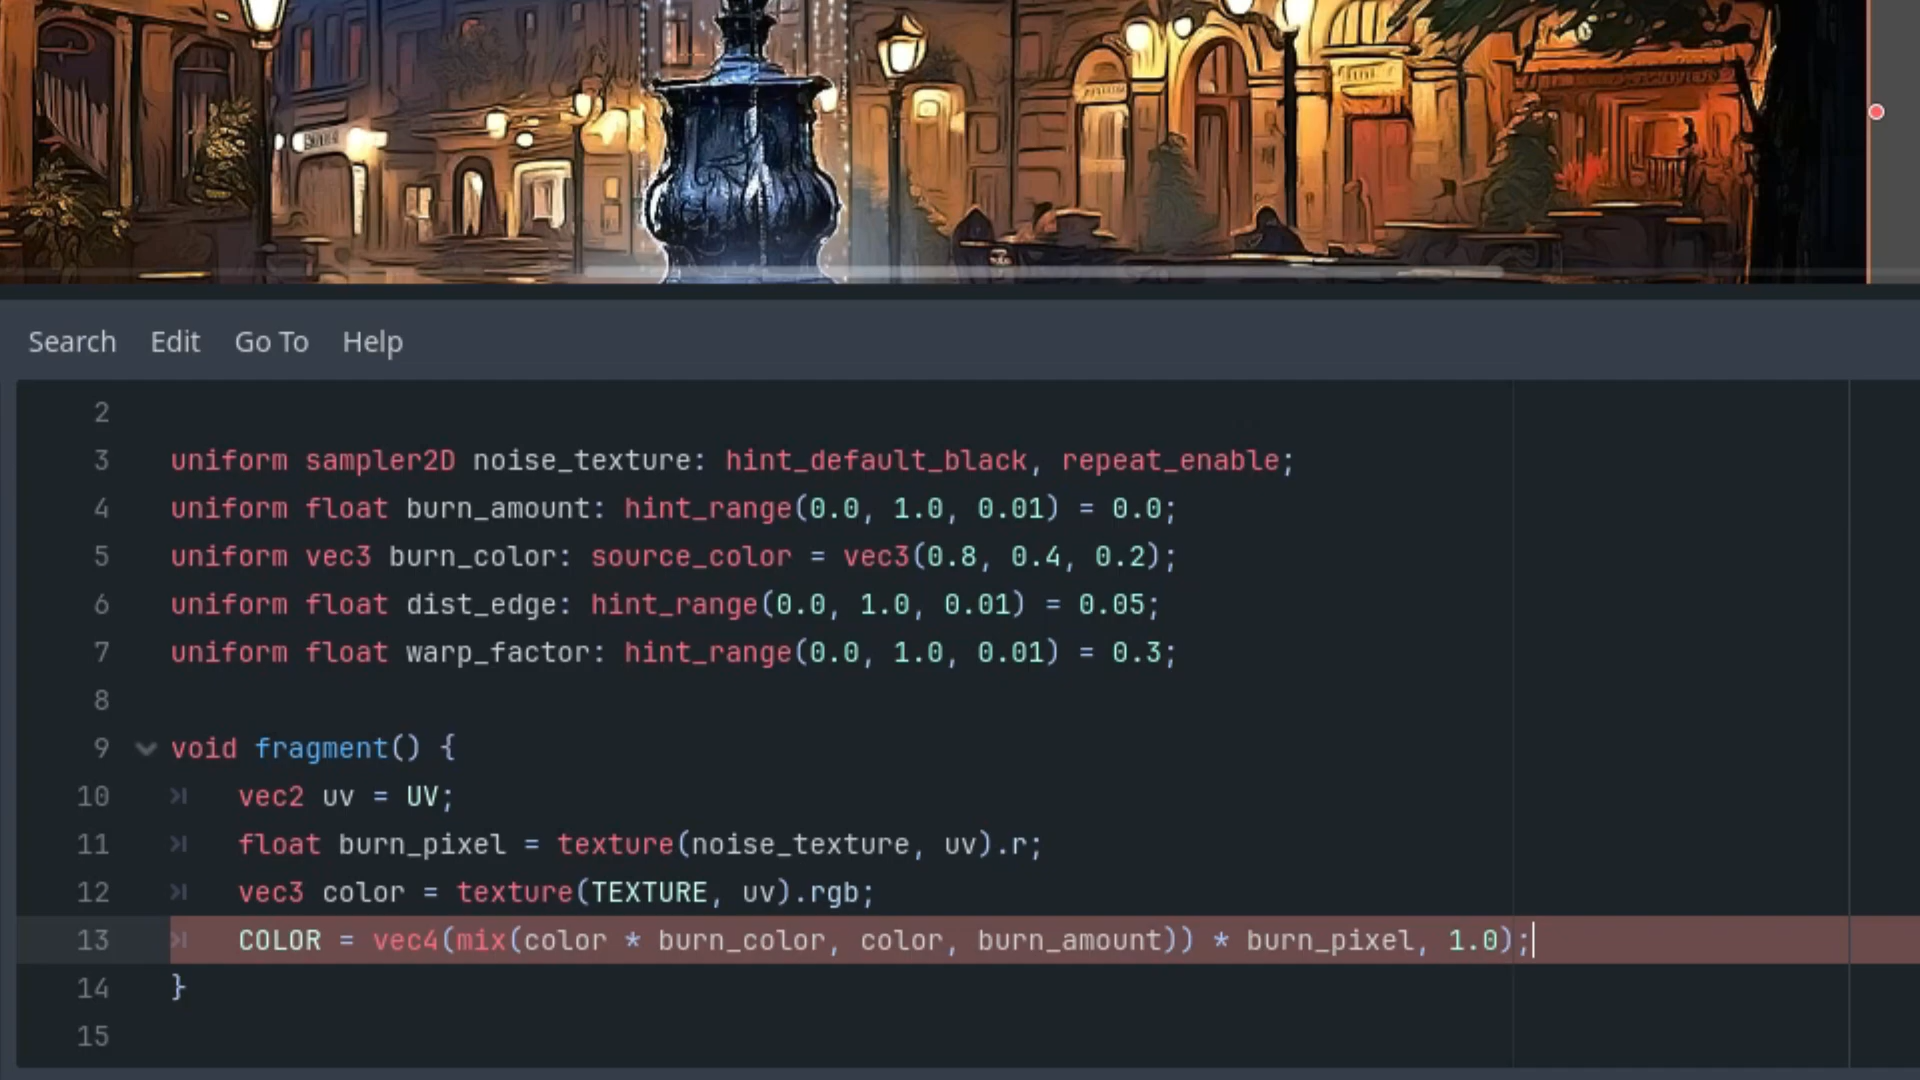 Search Edit Go To Help
2
3 uniform sampler2D noise_texture: hint_default_black, repeat_enable;
4 uniform float burn_amount: hint_range(0.0, 1.0, 0.01) = 0.0;
5 uniform vec3 burn_color: source_color = vec3(0.8, 0.4, 0.2);
6 uniform float dist_edge: hint_range(0.0, 1.0, 0.01) = 0.05;
7 uniform float warp_factor: hint_range(0.0, 1.0, 0.01) = 0.3;
8
9 void fragment() {
10 vec2 uv = UV;
11 float burn_pixel = texture(noise_texture, uv).r;
12 vec3 color = texture(TEXTURE, uv).rgb;
13 COLOR = vec4(mix(color * burn_color, color, burn_amount)) * burn_pixel, 1.0);
14 }
15